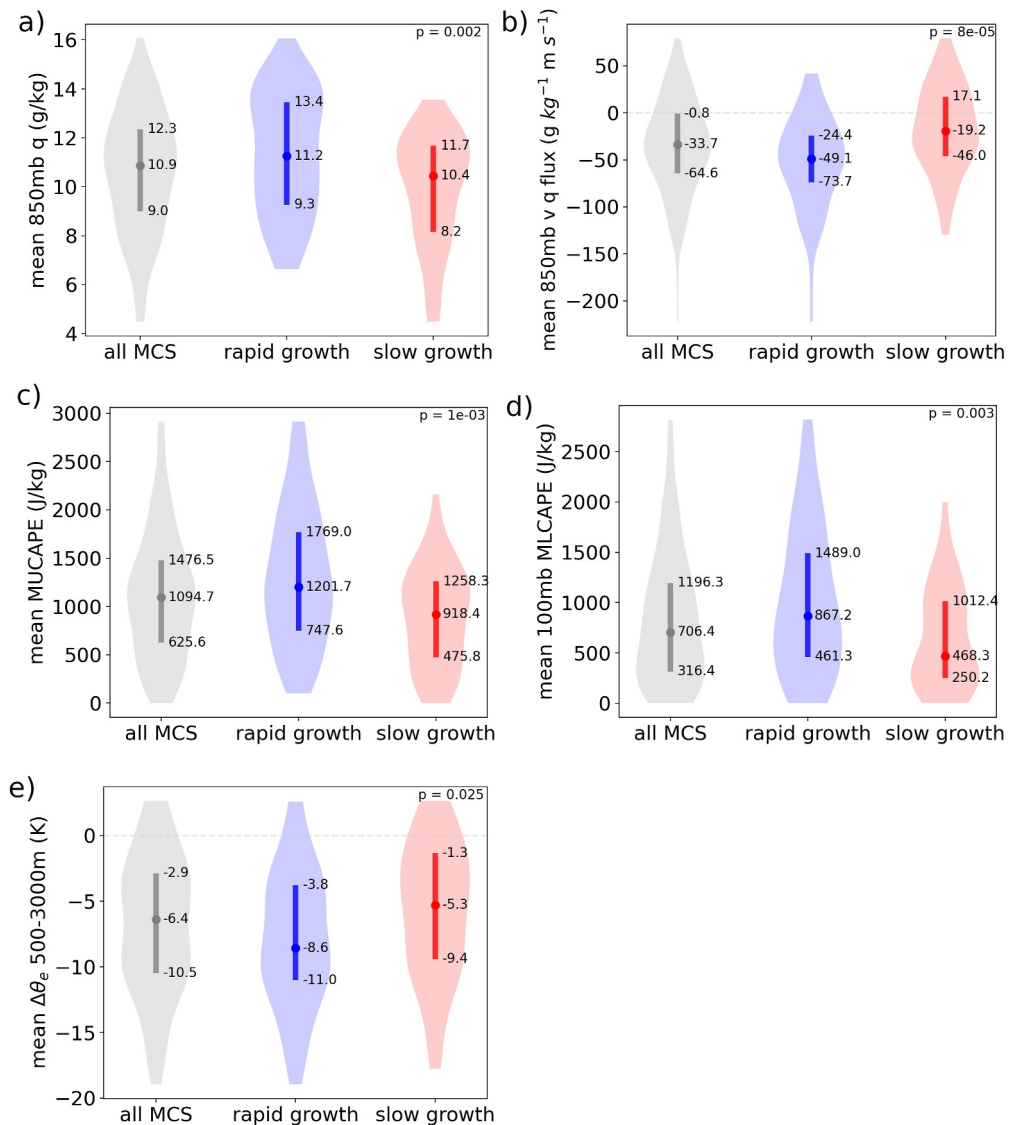 a)
p = 0.002
mean 850mb q (g/kg)
16
14
12
10
8
6
4
12.3
10.9
9.0
13.4
11.2
9.3
11.7
10.4
8.2
all MCS
rapid growth
slow growth
b)
p = 8e-05
mean 850mb v q flux (g kg⁻¹ m s⁻¹)
50
0
−50
−100
−150
−200
-0.8
-33.7
-64.6
-24.4
-49.1
-73.7
17.1
-19.2
-46.0
all MCS
rapid growth
slow growth
c)
p = 1e-03
mean MUCAPE (J/kg)
3000
2500
2000
1500
1000
500
0
1476.5
1094.7
625.6
1769.0
1201.7
747.6
1258.3
918.4
475.8
all MCS
rapid growth
slow growth
d)
p = 0.003
mean 100mb MLCAPE (J/kg)
2500
2000
1500
1000
500
0
1196.3
706.4
316.4
1489.0
867.2
461.3
1012.4
468.3
250.2
all MCS
rapid growth
slow growth
e)
p = 0.025
mean Δθₑ 500-3000m (K)
0
−5
−10
−15
−20
-2.9
-6.4
-10.5
-3.8
-8.6
-11.0
-1.3
-5.3
-9.4
all MCS
rapid growth
slow growth